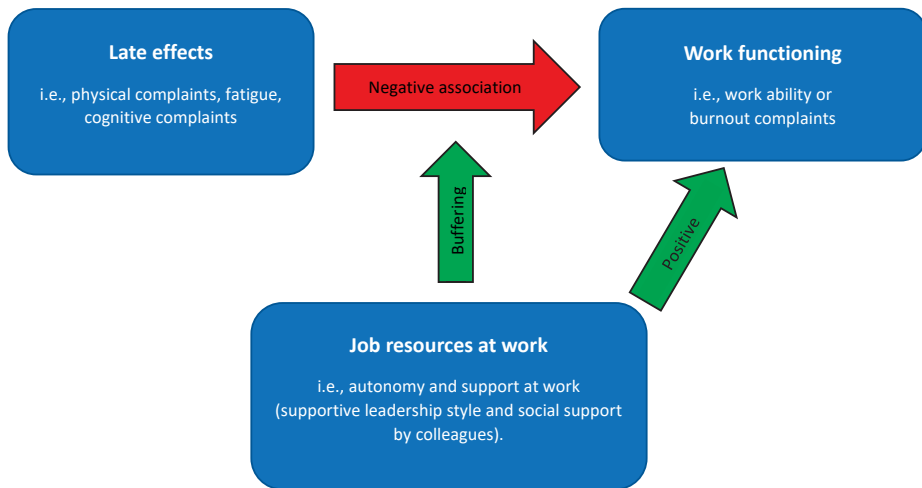 Late effects
i.e., physical complaints, fatigue,
cognitive complaints
Negative association
Work functioning
i.e., work ability or
burnout complaints
Buffering
Positive
Job resources at work
i.e., autonomy and support at work
(supportive leadership style and social support
by colleagues).